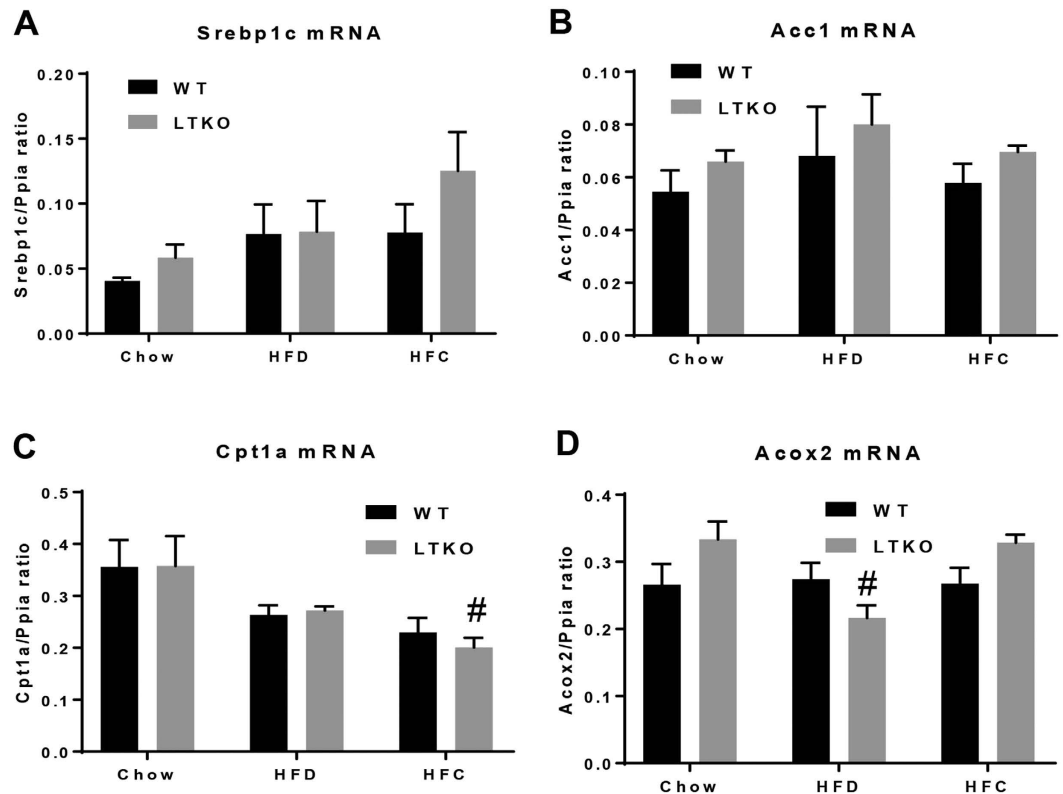 A
Srebp1c mRNA
Srebp1c/Ppia ratio
0.20
0.15
0.10
0.05
0.00
WT
LTKO
Chow HFD HFC
B
Acc1 mRNA
Acc1/Ppia ratio
0.10
0.08
0.06
0.04
0.02
0.00
WT
LTKO
Chow HFD HFC
C
Cpt1a mRNA
Cpt1a/Ppia ratio
0.5
0.4
0.3
0.2
0.1
0.0
WT
LTKO
#
Chow HFD HFC
D
Acox2 mRNA
Acox2/Ppia ratio
0.4
0.3
0.2
0.1
0.0
WT
LTKO
#
Chow HFD HFC